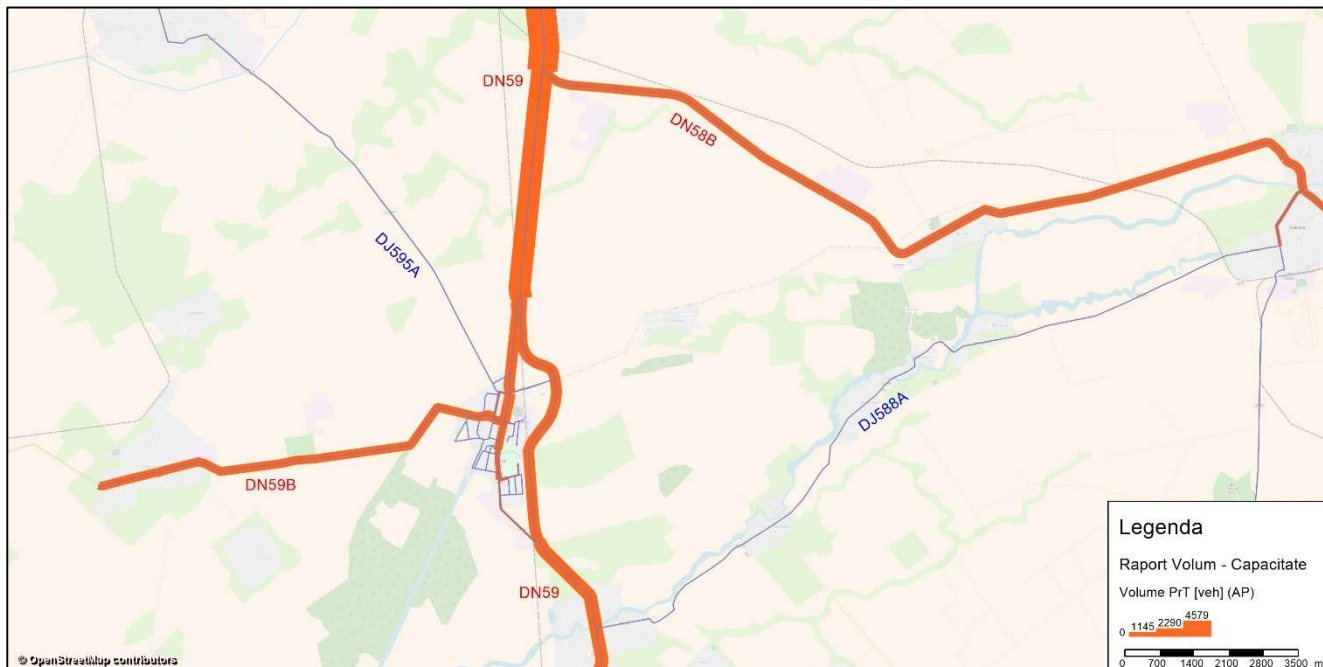 DN59
DN58B
DJ595A
DJ588A
DN59B
DN59
Legenda
Raport Volum - Capacitate
Volume PrT [veh] (AP)
0 1145 2290 4579
0 700 1400 2100 2800 3500 m
© OpenStreetMap contributors